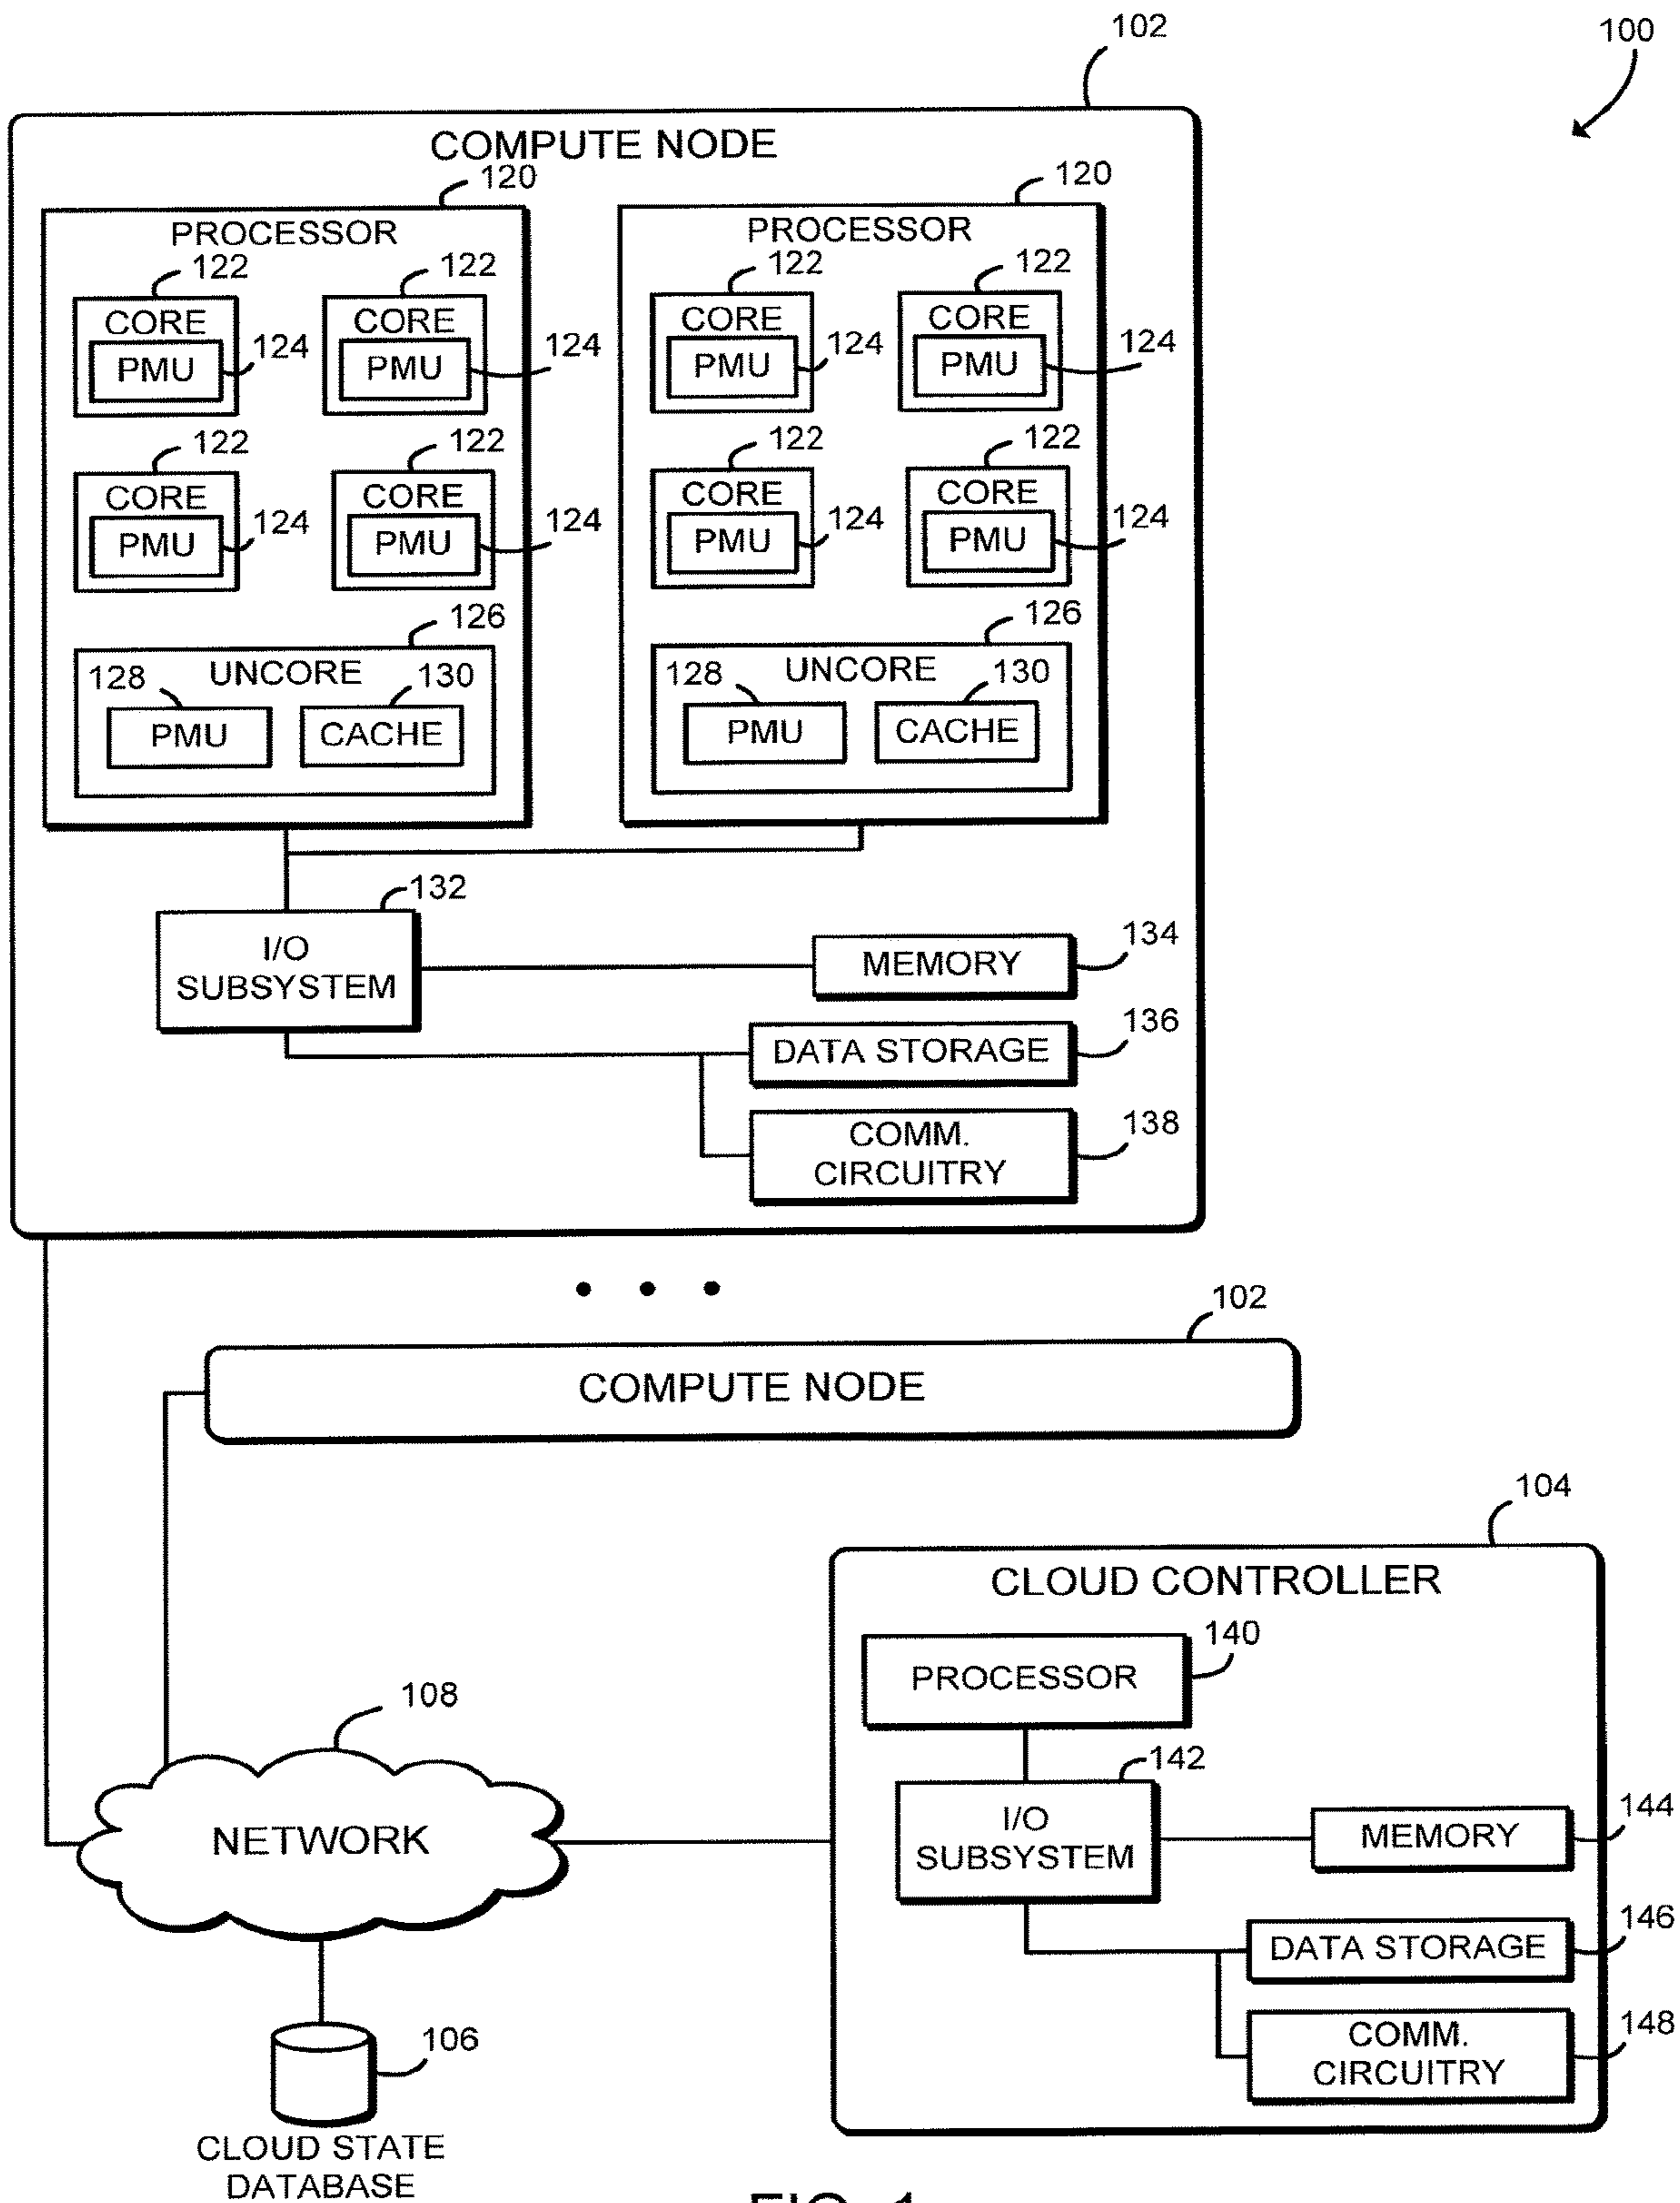 102
100
COMPUTE NODE
120
120
PROCESSOR
PROCESSOR
122
122
122
122
CORE
CORE
CORE
CORE
PMU
124
PMU
124
PMU
124
PMU
124
122
122
122
122
CORE
CORE
CORE
CORE
PMU
124
PMU
124
PMU
124
PMU
124
126
126
UNCORE
UNCORE
128
130
128
130
PMU
CACHE
PMU
CACHE
132
I/O
SUBSYSTEM
134
MEMORY
136
DATA STORAGE
138
COMM.
CIRCUITRY
• • •
102
COMPUTE NODE
104
CLOUD CONTROLLER
140
PROCESSOR
108
NETWORK
142
I/O
SUBSYSTEM
144
MEMORY
146
DATA STORAGE
148
COMM.
CIRCUITRY
106
CLOUD STATE
DATABASE
FIG. 1